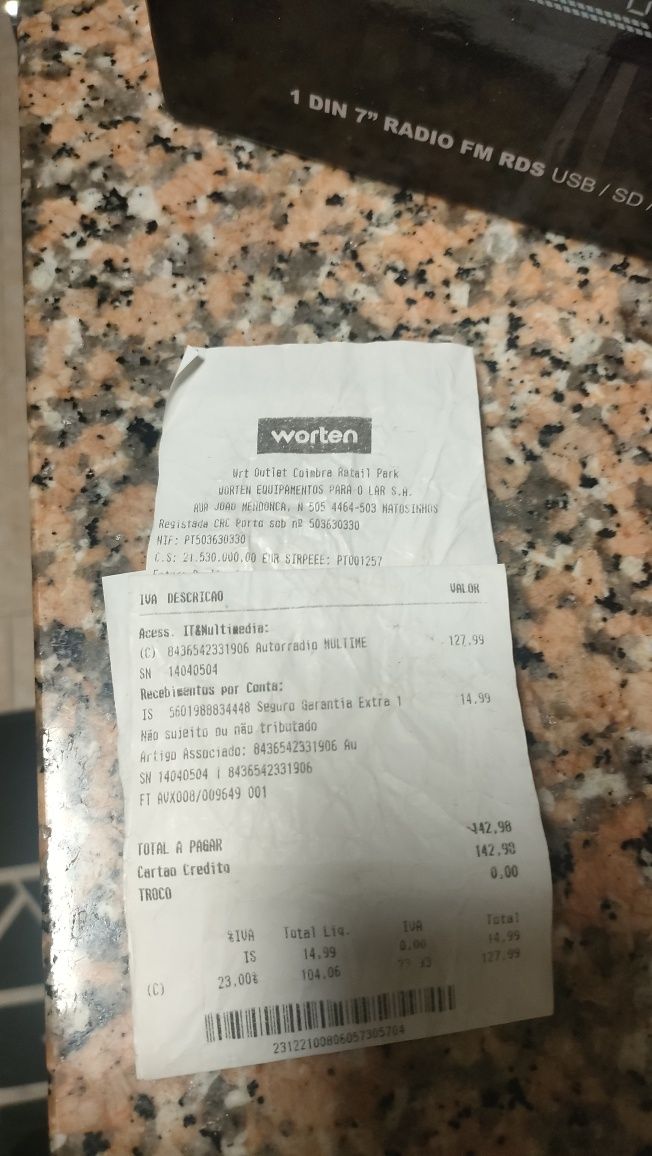 1 DIN 7” RADIO FM RDS USB / SD /
worten
Wrt Outlet Coimbra Retail Park
WORTEN EQUIPAMENTOS PARA O LAR S.A.
RUA JOAO MENDONCA, N 505 4464-503 MATOSINHOS
Registada CRC Porto sob nº 503630330
NIF: PT503630330
C.S: 21.530.000,00 EUR SIRPEEE: PT001257
IVA DESCRICAO VALOR
Acess. IT&Multimedia:
(C) 8436542331906 Autorradio MULTIME 127.99
SN 14040504
Recebimentos por Conta:
IS 5601988834448 Seguro Garantia Extra 1 14.99
Não sujeito ou não tributado
Artigo Associado: 8436542331906 Au
SN 14040504 | 8436542331906
FT AVX008/009649 001
TOTAL A PAGAR 142.98
Cartao Credito 142.98
TROCO 0.00
%IVA Total Liq. IVA Total
IS 14.99 0.00 14.99
(C) 23.00% 104.06 127.99
23122100806057305704